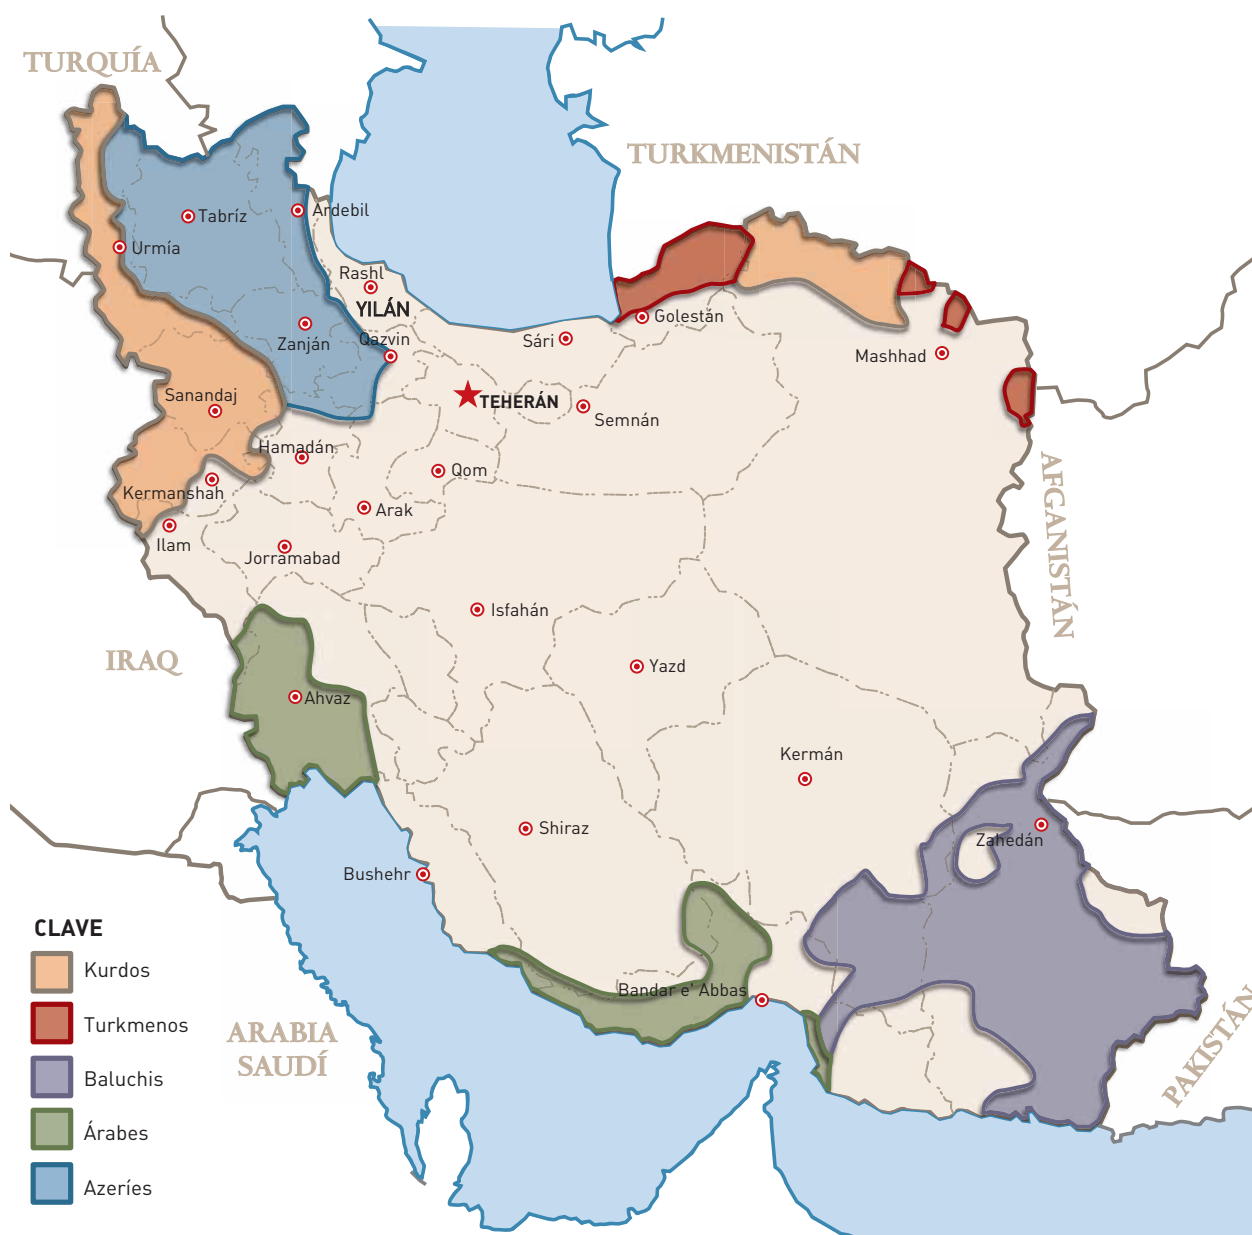 TURQUÍA
TURKMENISTÁN
Tabríz
Ardebil
Urmía
Rashl
YILÁN
Golestán
Zanján
Qazvin
Sári
Mashhad
Sanandaj
TEHERÁN
Semnán
Hamadán
Qom
Kermanshah
Arak
Ilam
Jorramabad
AFGANISTÁN
Isfahán
IRAQ
Yazd
Ahvaz
Kermán
Shiraz
Zahedán
Bushehr
Bandar e' Abbas
ARABIA
SAUDÍ
PAKISTÁN
CLAVE
Kurdos
Turkmenos
Baluchis
Árabes
Azeríes